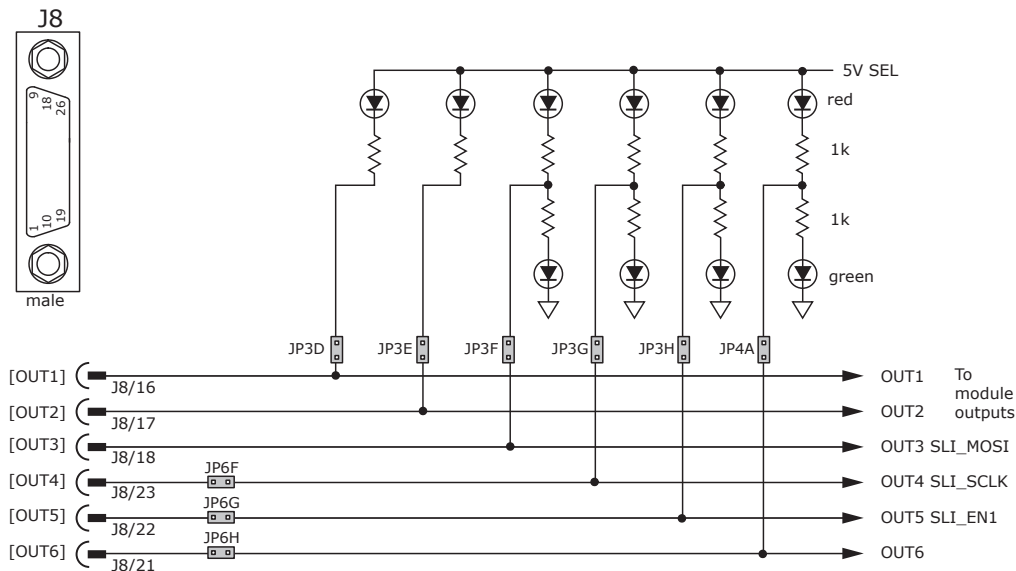 J8
9
18
26
1
10
19
male
5V SEL
red
1k
1k
green
JP3D
JP3E
JP3F
JP3G
JP3H
JP4A
[OUT1]
J8/16
OUT1
To
module
outputs
[OUT2]
J8/17
OUT2
[OUT3]
J8/18
OUT3 SLI_MOSI
[OUT4]
J8/23
JP6F
OUT4 SLI_SCLK
[OUT5]
J8/22
JP6G
OUT5 SLI_EN1
[OUT6]
J8/21
JP6H
OUT6